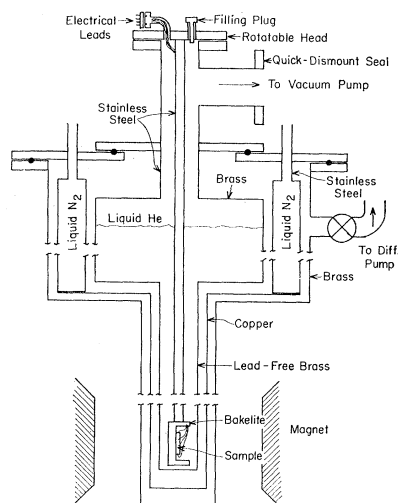 Electrical
Leads
Filling Plug
Rotatable Head
Quick-Dismount Seal
To Vacuum Pump
Stainless
Steel
Brass
Stainless
Steel
Liquid N2
Liquid He
Liquid N2
To Diff.
Pump
Brass
Copper
Lead-Free Brass
Bakelite
Magnet
Sample